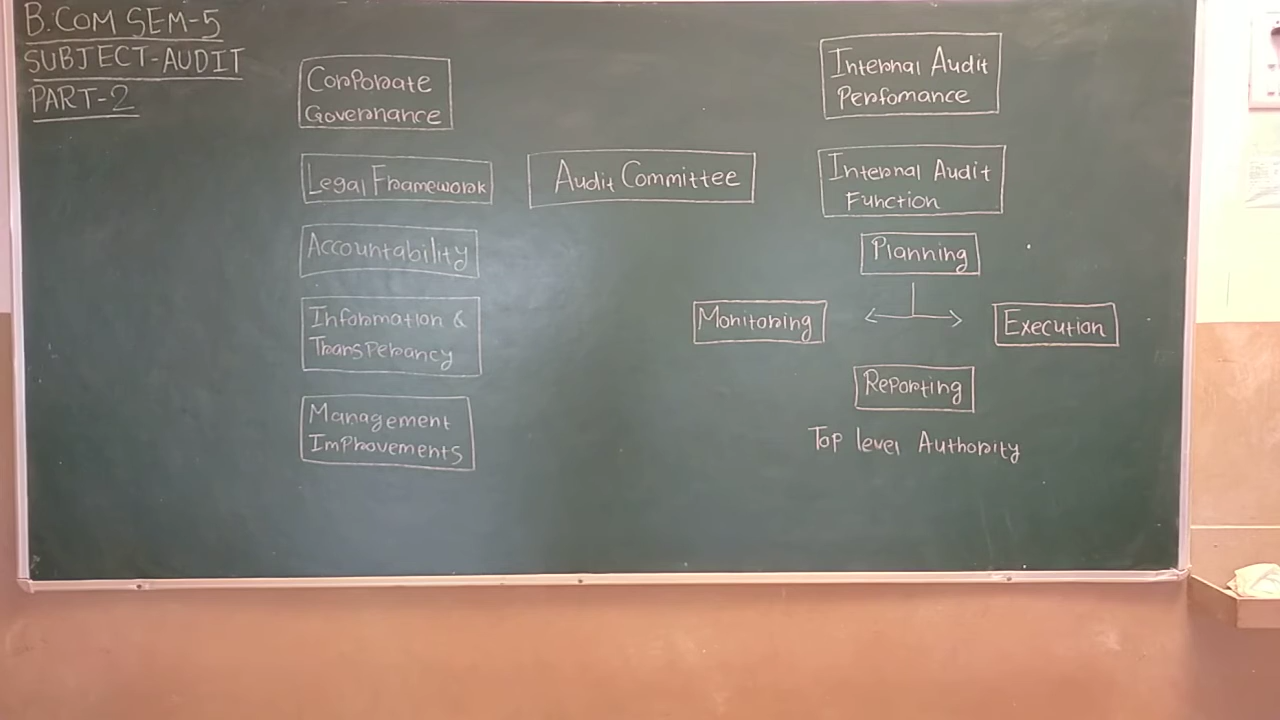 B.COM SEM-5
SUBJECT-AUDIT
PART-2
Corporate
Governance
Legal Framework
Accountability
Information &
Transperancy
Management
Improvements
Audit Committee
Internal Audit
Perfomance
Internal Audit
Function
Planning
Monitoring
Execution
Reporting
Top level Authority